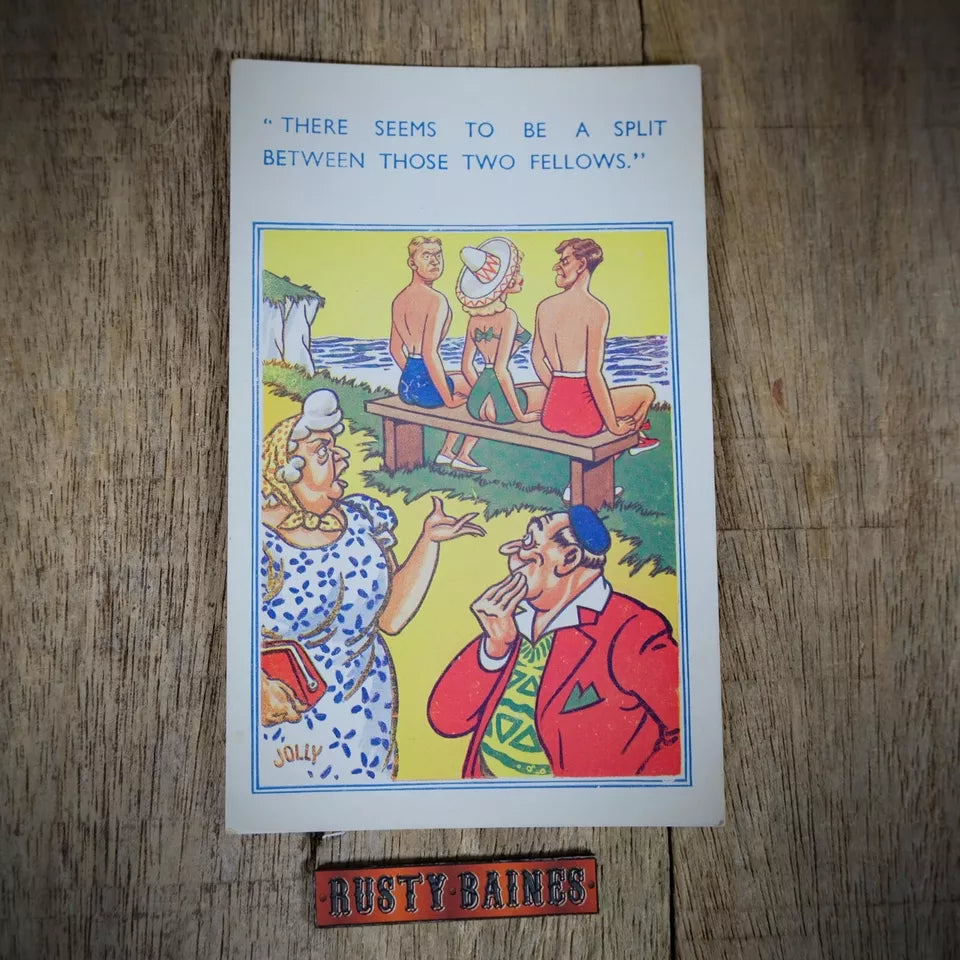 “ THERE SEEMS TO BE A SPLIT
BETWEEN THOSE TWO FELLOWS.”
JOLLY
RUSTY·BAINES